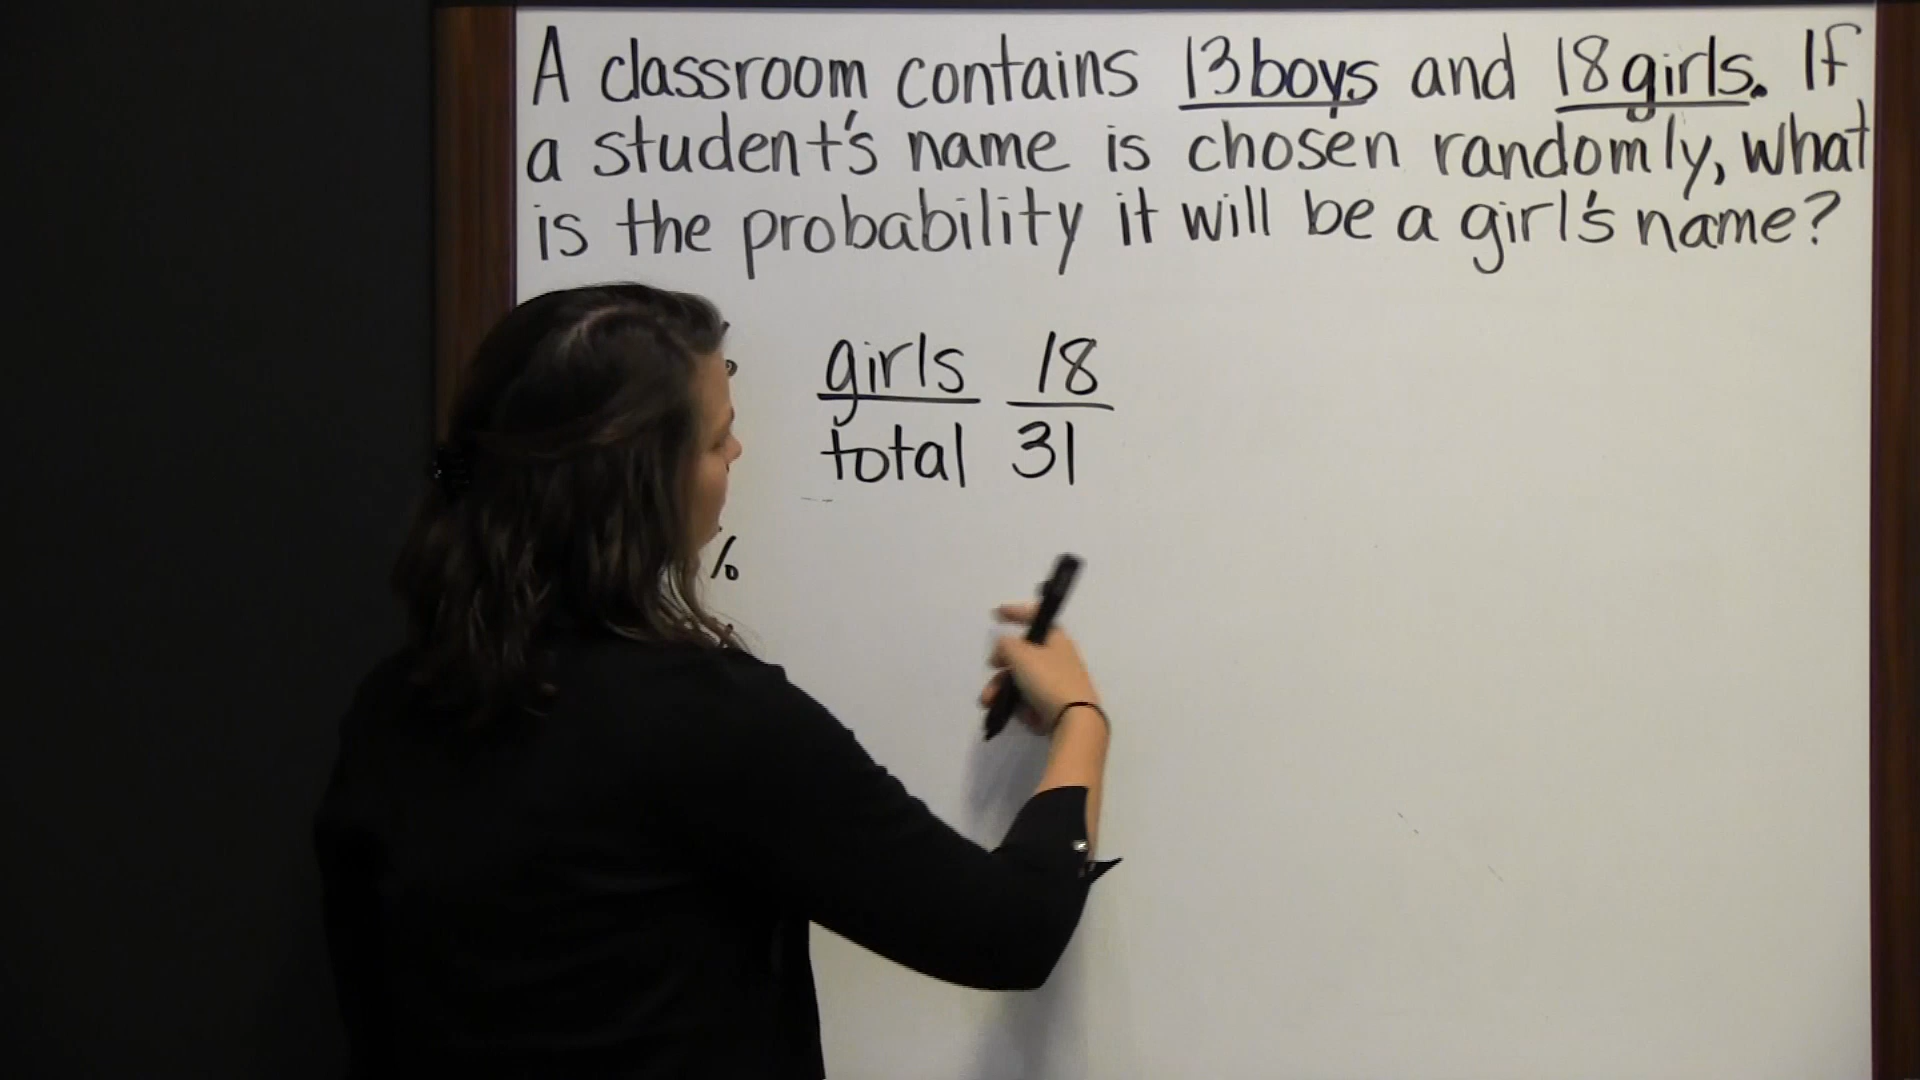 A classroom contains 13 boys and 18 girls. If
a student's name is chosen randomly, what
is the probability it will be a girl's name?
girls 18
total 31
%